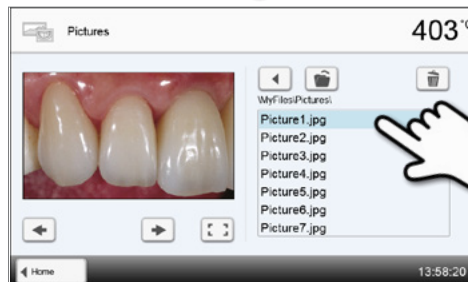 Pictures
403 °C
\MyFiles\Pictures\
Picture1.jpg
Picture2.jpg
Picture3.jpg
Picture4.jpg
Picture5.jpg
Picture6.jpg
Picture7.jpg
Home
13:58:20